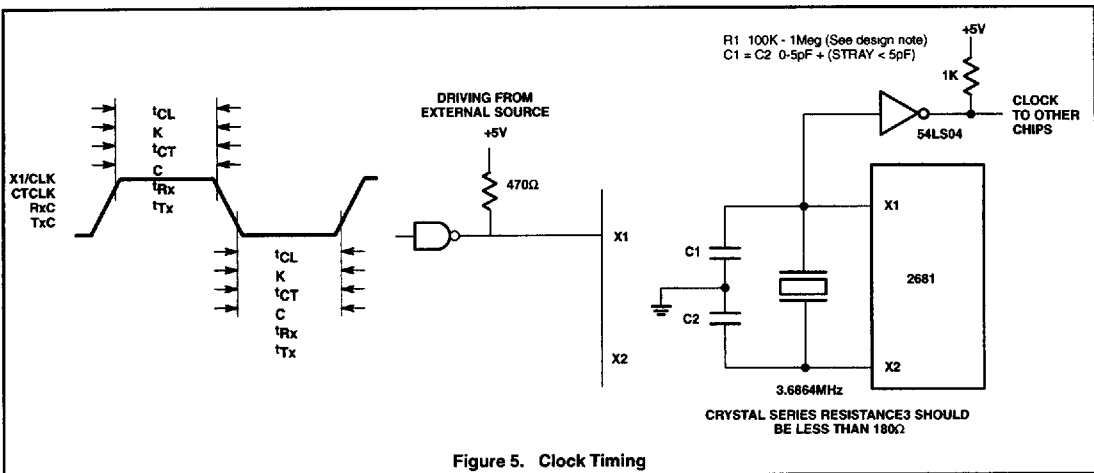 R1 100K - 1Meg (See design note)
C1 = C2 0-5pF + (STRAY < 5pF)
+5V
1K
CLOCK
TO OTHER
CHIPS
54LS04
DRIVING FROM
EXTERNAL SOURCE
+5V
470Ω
X1
X2
tCL
K
tCT
C
tRx
tTx
X1/CLK
CTCLK
RxC
TxC
tCL
K
tCT
C
tRx
tTx
C1
C2
X1
2681
X2
3.6864MHz
CRYSTAL SERIES RESISTANCE3 SHOULD
BE LESS THAN 180Ω
Figure 5. Clock Timing